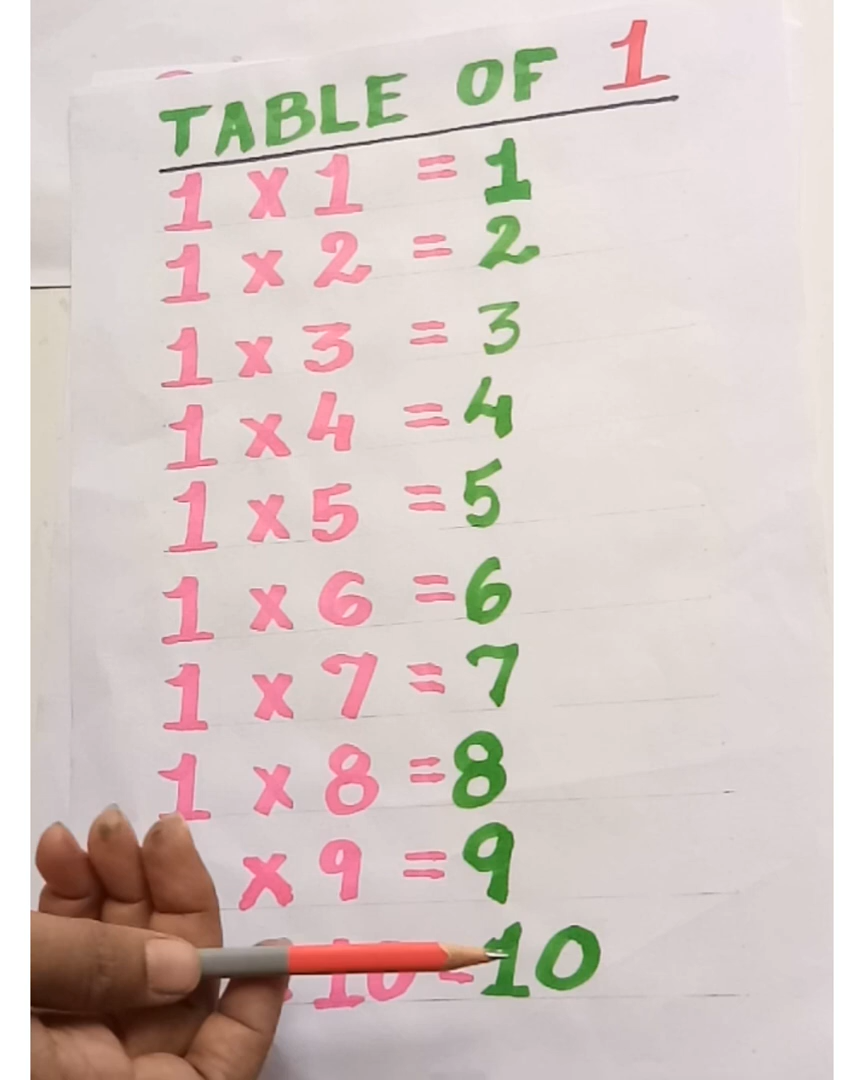 TABLE OF 1
1 x 1 = 1
1 x 2 = 2
1 x 3 = 3
1 x 4 = 4
1 x 5 = 5
1 x 6 = 6
1 x 7 = 7
1 x 8 = 8
x 9 = 9
10 = 10